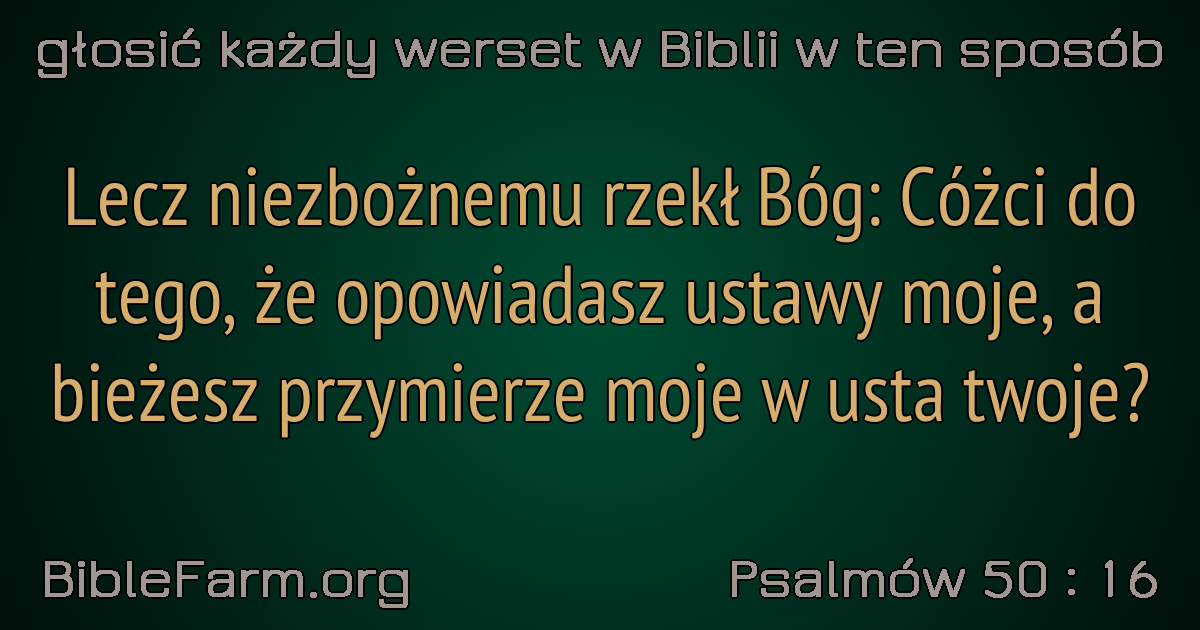 głosić każdy werset w Biblii w ten sposób
Lecz niezbożnemu rzekł Bóg: Cóżci do
tego, że opowiadasz ustawy moje, a
bieżesz przymierze moje w usta twoje?
BibleFarm.org
Psalmów 50 : 16